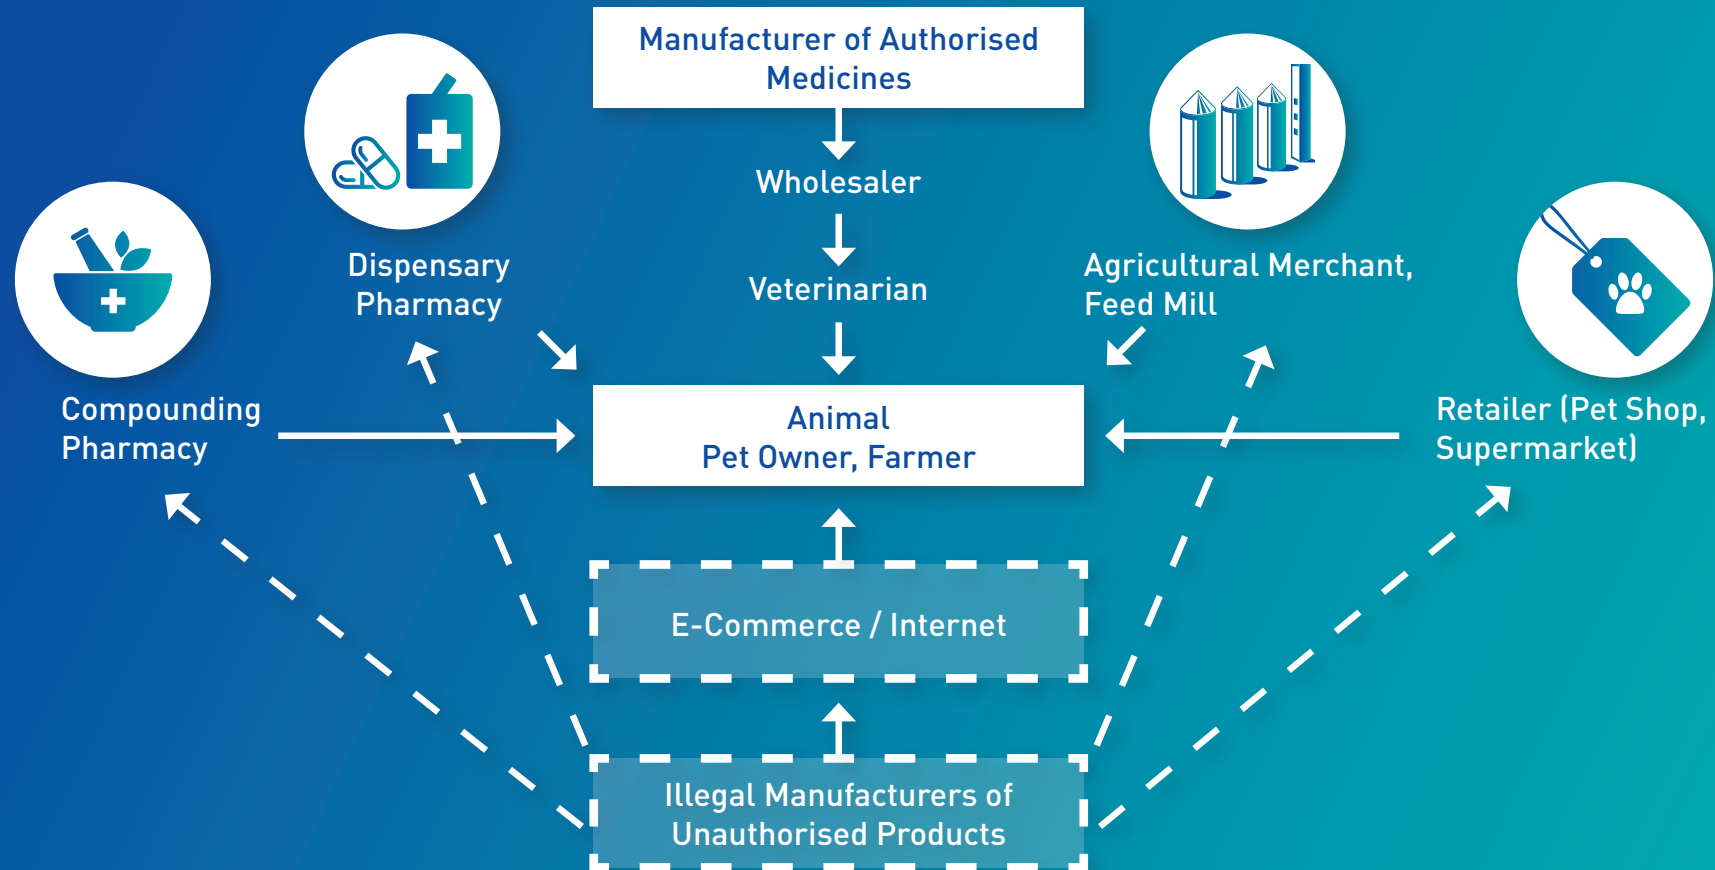 Manufacturer of Authorised
Medicines
Wholesaler
Dispensary
Pharmacy
Veterinarian
Agricultural Merchant,
Feed Mill
Compounding
Pharmacy
Animal
Pet Owner, Farmer
Retailer (Pet Shop,
Supermarket)
E-Commerce / Internet
Illegal Manufacturers of
Unauthorised Products